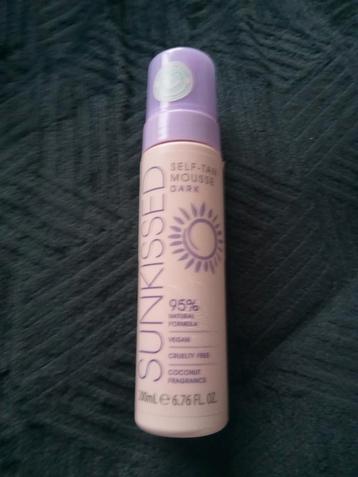 SUNKISSED
SELF-TAN
MOUSSE
DARK
95%
NATURAL
FORMULA
VEGAN
CRUELTY FREE
COCONUT
FRAGRANCE
200mL ℮ 6.76 FL. OZ.